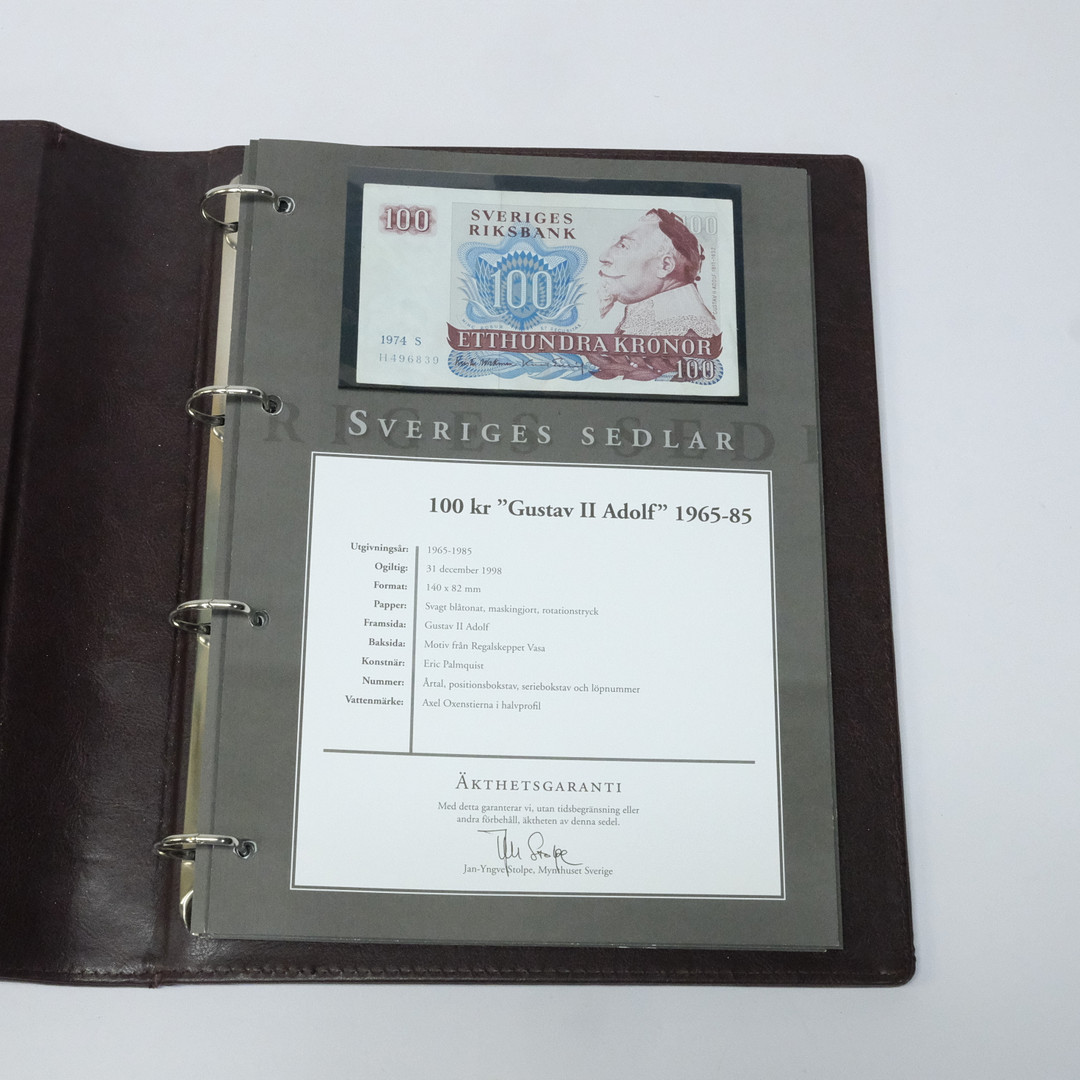 100
SVERIGES
RIKSBANK
100
100
1974 S
ETTHUNDRA KRONOR
100
SVERIGES SEDLAR
100 kr ”Gustav II Adolf” 1965-85
Utgivningsår: 1965-1985
Ogiltig: 31 december 1998
Format: 140 x 82 mm
Papper: Svagt blåtonat, maskingjort, rotationstryck
Framsida: Gustav II Adolf
Baksida: Motiv från Regalskeppet Vasa
Konstnär: Eric Palmquist
Nummer: Årtal, positionsbokstav, seriebokstav och löpnummer
Vattenmärke: Axel Oxenstierna i halvprofil
ÄKTHETSGARANTI
Med detta garanterar vi, utan tidsbegränsning eller
andra förbehåll, äktheten av denna sedel.
Jan-Yngve Stolpe, Mynthuset Sverige